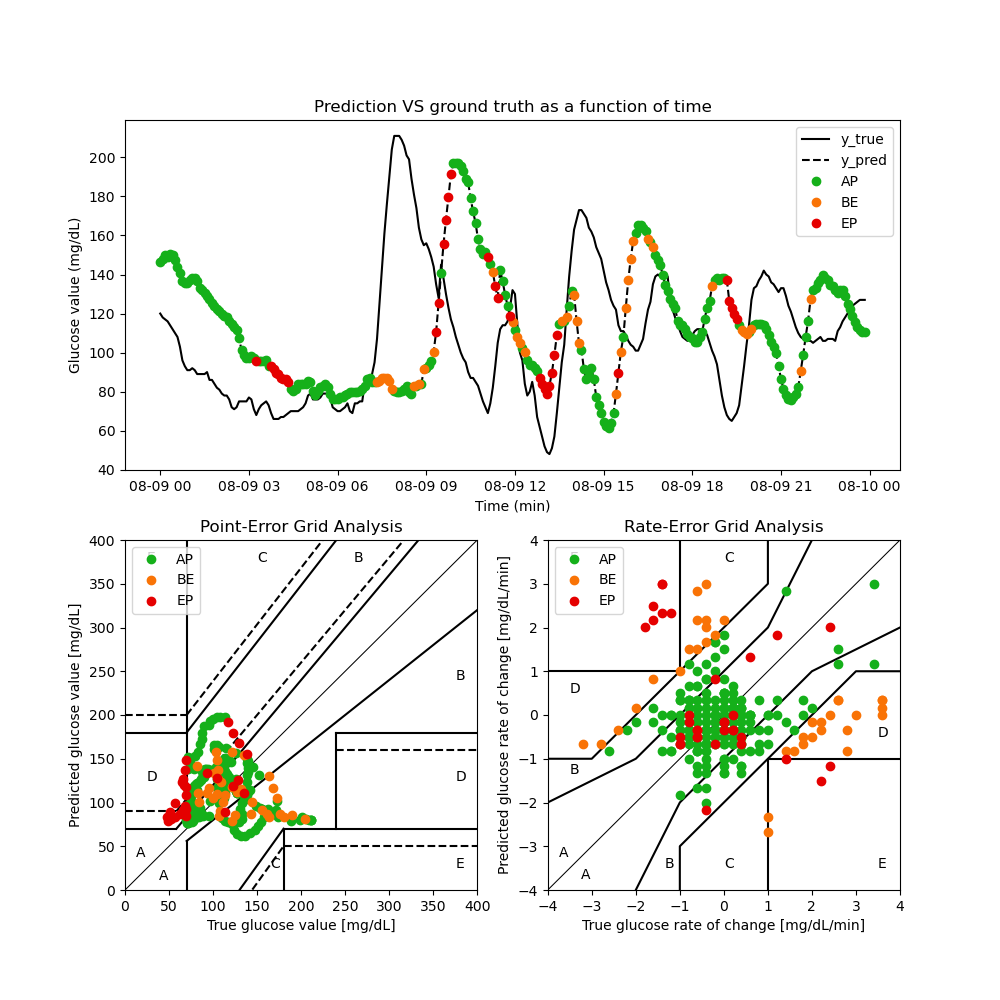 Prediction VS ground truth as a function of time
Glucose value (mg/dL)
200
180
160
140
120
100
80
60
40
y_true
y_pred
AP
BE
EP
08-09 00 08-09 03 08-09 06 08-09 09 08-09 12 08-09 15 08-09 18 08-09 21 08-10 00
Time (min)
Point-Error Grid Analysis
Predicted glucose value [mg/dL]
400
350
300
250
200
150
100
50
0
AP
BE
EP
C
B
B
D
D
A
A
C
E
0 50 100 150 200 250 300 350 400
True glucose value [mg/dL]
Rate-Error Grid Analysis
Predicted glucose rate of change [mg/dL/min]
4
3
2
1
0
−1
−2
−3
−4
AP
BE
EP
C
D
D
B
A
A
B
C
E
−4 −3 −2 −1 0 1 2 3 4
True glucose rate of change [mg/dL/min]